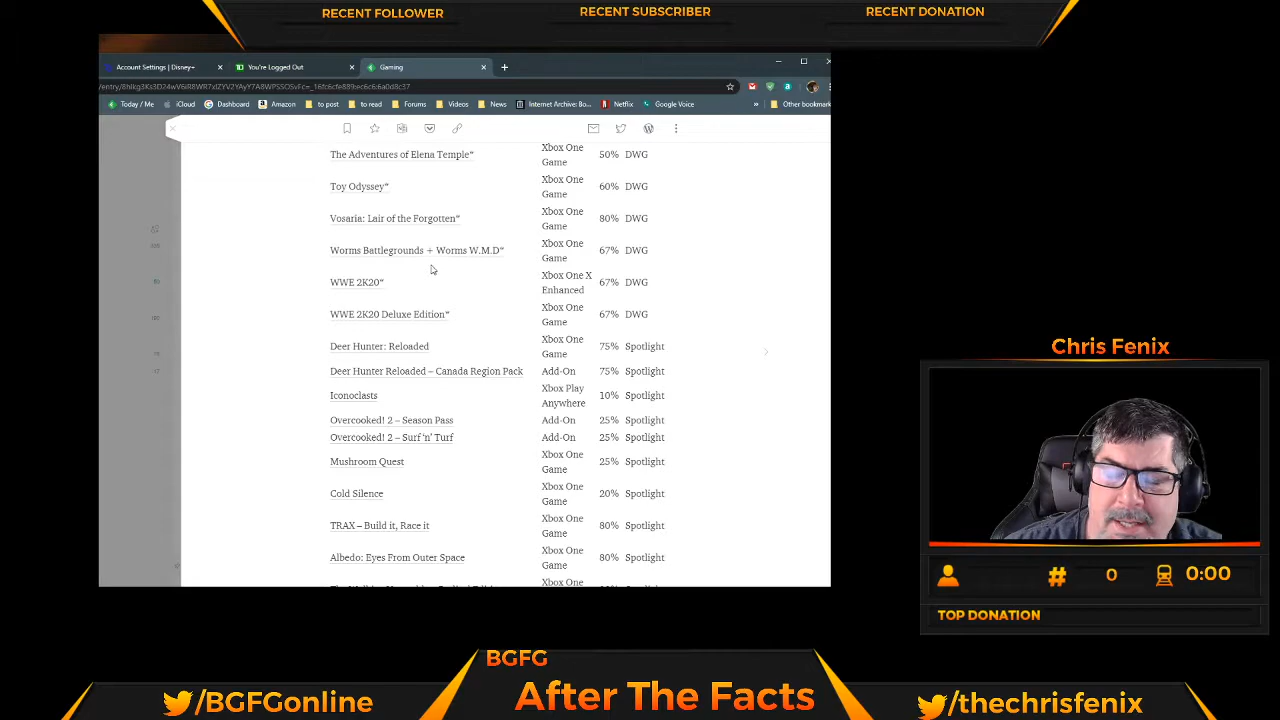 RECENT FOLLOWER
RECENT SUBSCRIBER
RECENT DONATION
Account Settings | Disney+
You're Logged Out
Gaming
Today / Me
iCloud
Dashboard
Amazon
to post
to read
Forums
Videos
News
Internet Archive: Bo...
Netflix
Google Voice
Other bookmark
The Adventures of Elena Temple* Xbox One Game 50% DWG
Toy Odyssey* Xbox One Game 60% DWG
Vosaria: Lair of the Forgotten* Xbox One Game 80% DWG
Worms Battlegrounds + Worms W.M.D* Xbox One Game 67% DWG
WWE 2K20* Xbox One X Enhanced 67% DWG
WWE 2K20 Deluxe Edition* Xbox One Game 67% DWG
Deer Hunter: Reloaded Xbox One Game 75% Spotlight
Deer Hunter Reloaded – Canada Region Pack Add-On 75% Spotlight
Iconoclasts Xbox Play Anywhere 10% Spotlight
Overcooked! 2 – Season Pass Add-On 25% Spotlight
Overcooked! 2 – Surf 'n' Turf Add-On 25% Spotlight
Mushroom Quest Xbox One Game 25% Spotlight
Cold Silence Xbox One Game 20% Spotlight
TRAX – Build it, Race it Xbox One Game 80% Spotlight
Albedo: Eyes From Outer Space Xbox One Game 80% Spotlight
Xbox One
Chris Fenix
# 0 0:00
TOP DONATION
BGFG
After The Facts
/BGFGonline
/thechrisfenix